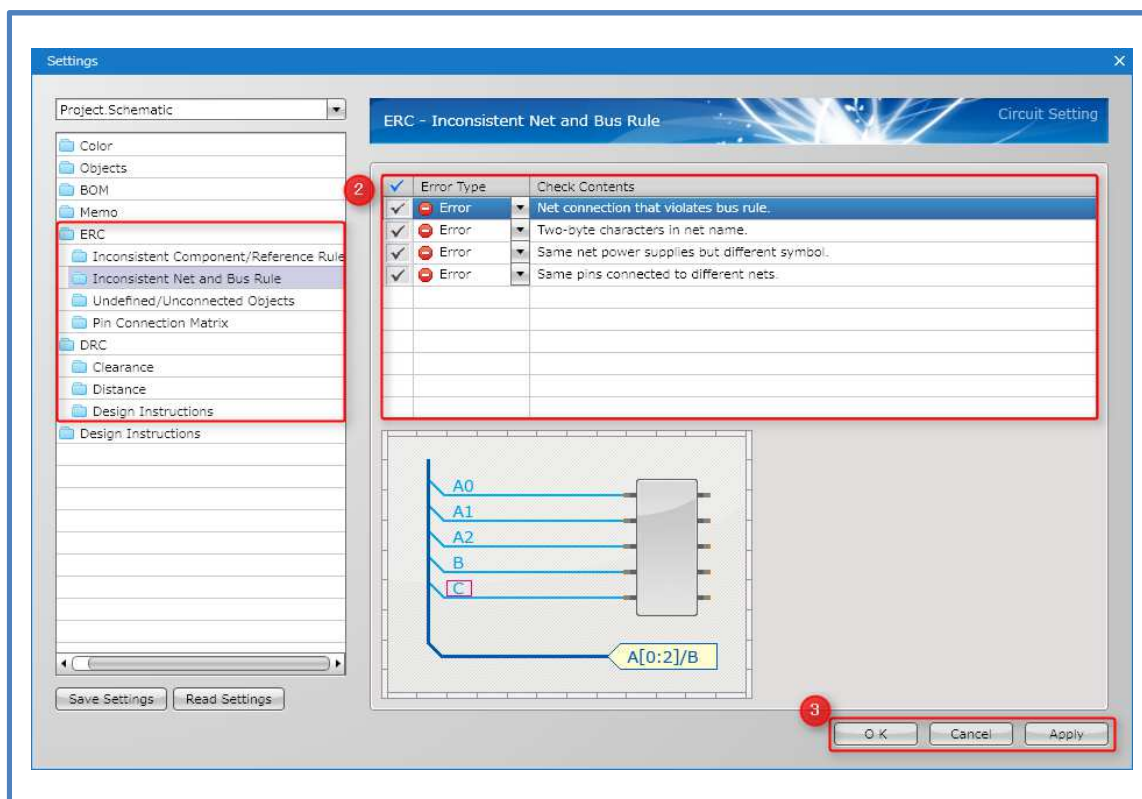 Settings
Project.Schematic
Color
Objects
BOM
Memo
ERC
Inconsistent Component/Reference Rule
Inconsistent Net and Bus Rule
Undefined/Unconnected Objects
Pin Connection Matrix
DRC
Clearance
Distance
Design Instructions
Design Instructions
Save Settings Read Settings
ERC - Inconsistent Net and Bus Rule
Circuit Setting
2
Error Type Check Contents
Error Net connection that violates bus rule.
Error Two-byte characters in net name.
Error Same net power supplies but different symbol.
Error Same pins connected to different nets.
A0
A1
A2
B
C
A[0:2]/B
3
O K Cancel Apply